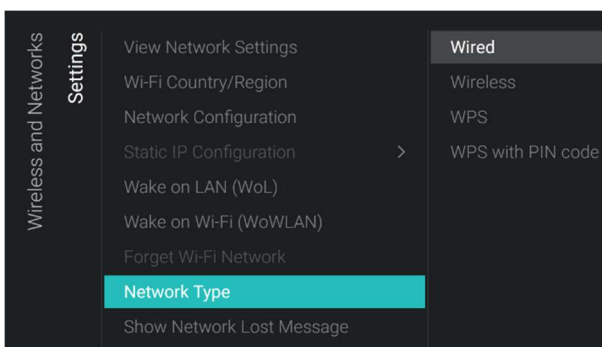 Wireless and Networks
Settings
View Network Settings
Wi-Fi Country/Region
Network Configuration
Static IP Configuration
Wake on LAN (WoL)
Wake on Wi-Fi (WoWLAN)
Forget Wi-Fi Network
Network Type
Show Network Lost Message
Wired
Wireless
WPS
WPS with PIN code